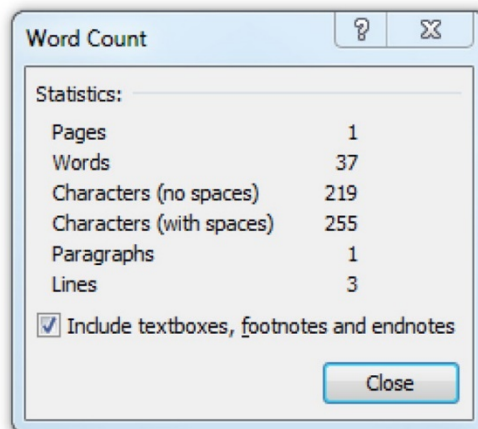 Word Count
Statistics:
Pages 1
Words 37
Characters (no spaces) 219
Characters (with spaces) 255
Paragraphs 1
Lines 3
Include textboxes, footnotes and endnotes
Close